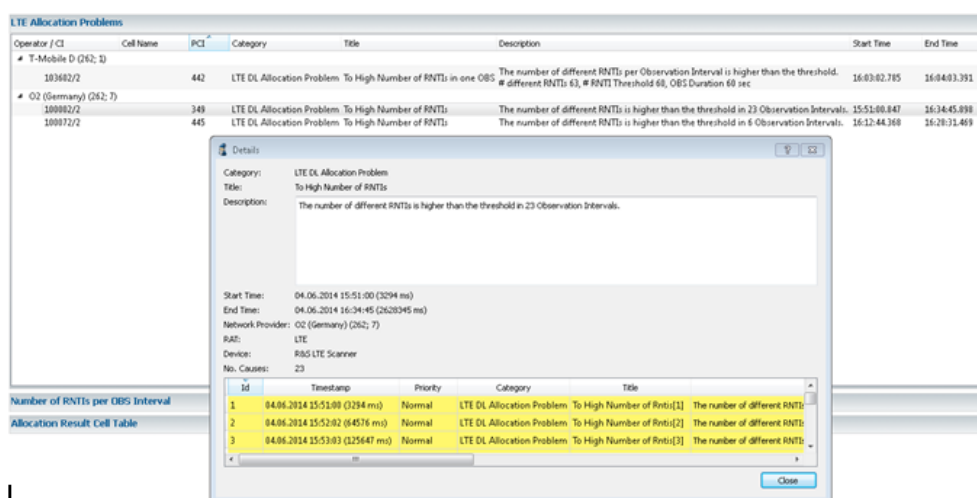 LTE Allocation Problems
Operator / CI Cell Name PCI Category Title Description Start Time End Time
T-Mobile D (262; 1)
103682/2 442 LTE DL Allocation Problem To High Number of RNTIs in one OBS The number of different RNTIs per Observation Interval is higher than the threshold. 16:03:02.785 16:04:03.391
# different RNTIs 63, # RNTI Threshold 60, OBS Duration 60 sec
O2 (Germany) (262; 7)
100002/2 349 LTE DL Allocation Problem To High Number of RNTIs The number of different RNTIs is higher than the threshold in 23 Observation Intervals. 15:51:00.847 16:34:45.898
100072/2 445 LTE DL Allocation Problem To High Number of RNTIs The number of different RNTIs is higher than the threshold in 6 Observation Intervals. 16:12:44.368 16:28:31.469
Details
Category: LTE DL Allocation Problem
Title: To High Number of RNTIs
Description: The number of different RNTIs is higher than the threshold in 23 Observation Intervals.
Start Time: 04.06.2014 15:51:00 (3294 ms)
End Time: 04.06.2014 16:34:45 (2628345 ms)
Network Provider: O2 (Germany) (262; 7)
RAT: LTE
Device: R&S LTE Scanner
No. Causes: 23
Id Timestamp Priority Category Title
1 04.06.2014 15:51:00 (3294 ms) Normal LTE DL Allocation Problem To High Number of Rntis[1] The number of different RNTIs
2 04.06.2014 15:52:02 (64576 ms) Normal LTE DL Allocation Problem To High Number of Rntis[2] The number of different RNTIs
3 04.06.2014 15:53:03 (125647 ms) Normal LTE DL Allocation Problem To High Number of Rntis[3] The number of different RNTIs
Close
Number of RNTIs per OBS Interval
Allocation Result Cell Table